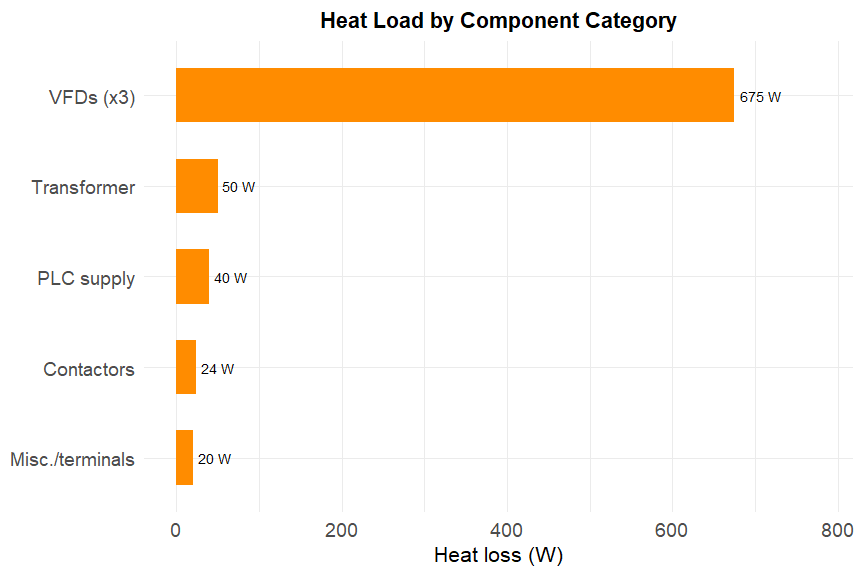 Heat Load by Component Category
VFDs (x3)
675 W
Transformer
50 W
PLC supply
40 W
Contactors
24 W
Misc./terminals
20 W
0 200 400 600 800
Heat loss (W)